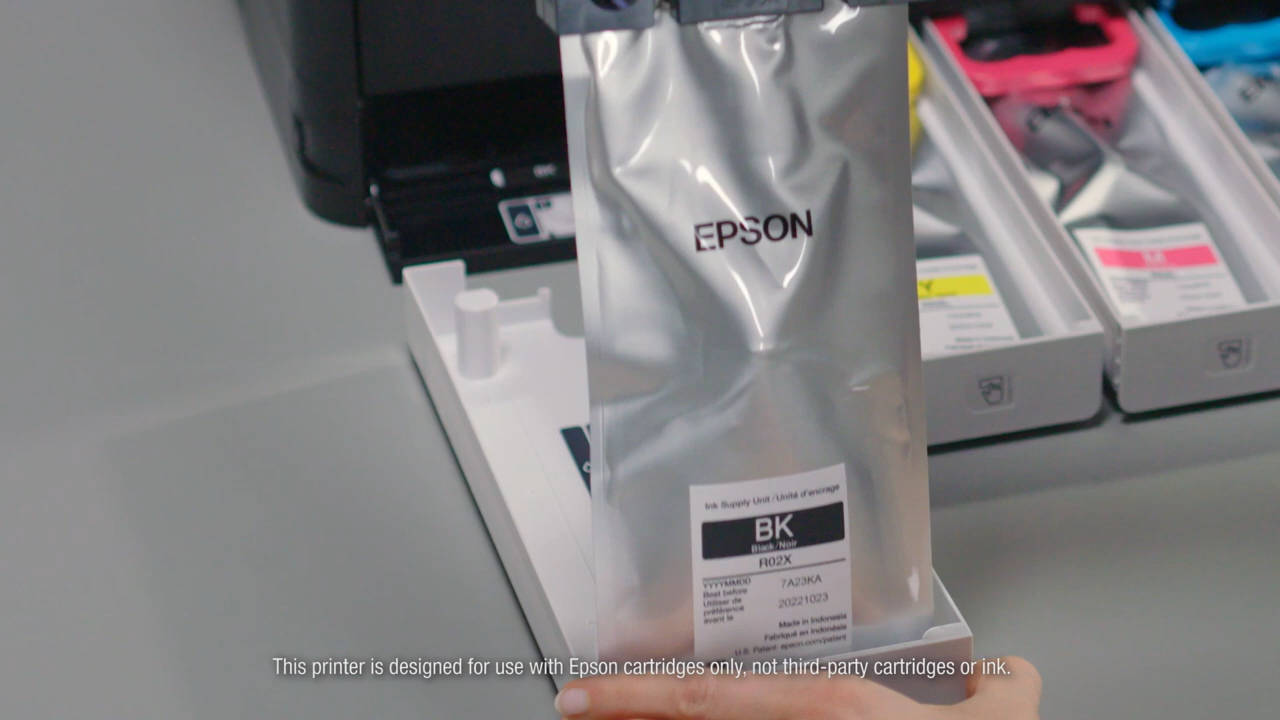 EPSON
M
Y
Ink Supply Unit / Unité d'encrage
BK
Black/Noir
R02X
YYYYMMDD
7A23KA
Best before
Utiliser de
préférence
avant le
20221023
Made in Indonesia
Fabriqué en Indonésie
U.S. Patent: epson.com/patent
This printer is designed for use with Epson cartridges only, not third-party cartridges or ink.